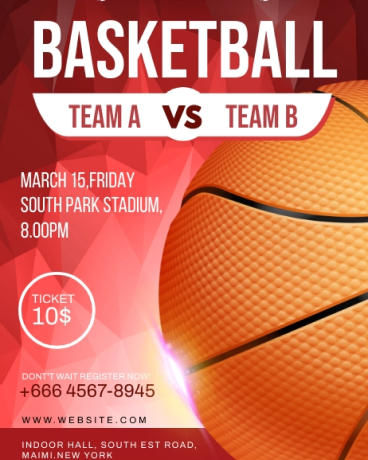 BASKETBALL
TEAM A VS TEAM B
MARCH 15,FRIDAY
SOUTH PARK STADIUM,
8.00PM
TICKET
10$
DON'T WAIT REGISTER NOW:
+666 4567-8945
WWW.WEBSITE.COM
INDOOR HALL, SOUTH EST ROAD,
MAIMI,NEW YORK